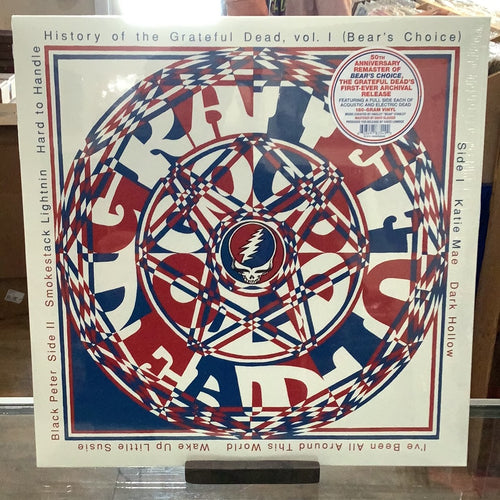 History of the Grateful Dead, vol. I (Bear's Choice)
Side I Katie Mae Dark Hollow
I've Been All Around This World Wake Up Little Susie
Black Peter Side II Smokestack Lightnin Hard to Handle
50TH
ANNIVERSARY
REMASTER OF
BEAR'S CHOICE,
THE GRATEFUL DEAD'S
FIRST-EVER ARCHIVAL
RELEASE
FEATURING A FULL SIDE EACH OF
ACOUSTIC AND ELECTRIC DEAD
180-GRAM VINYL
GRATEFUL
DEAD